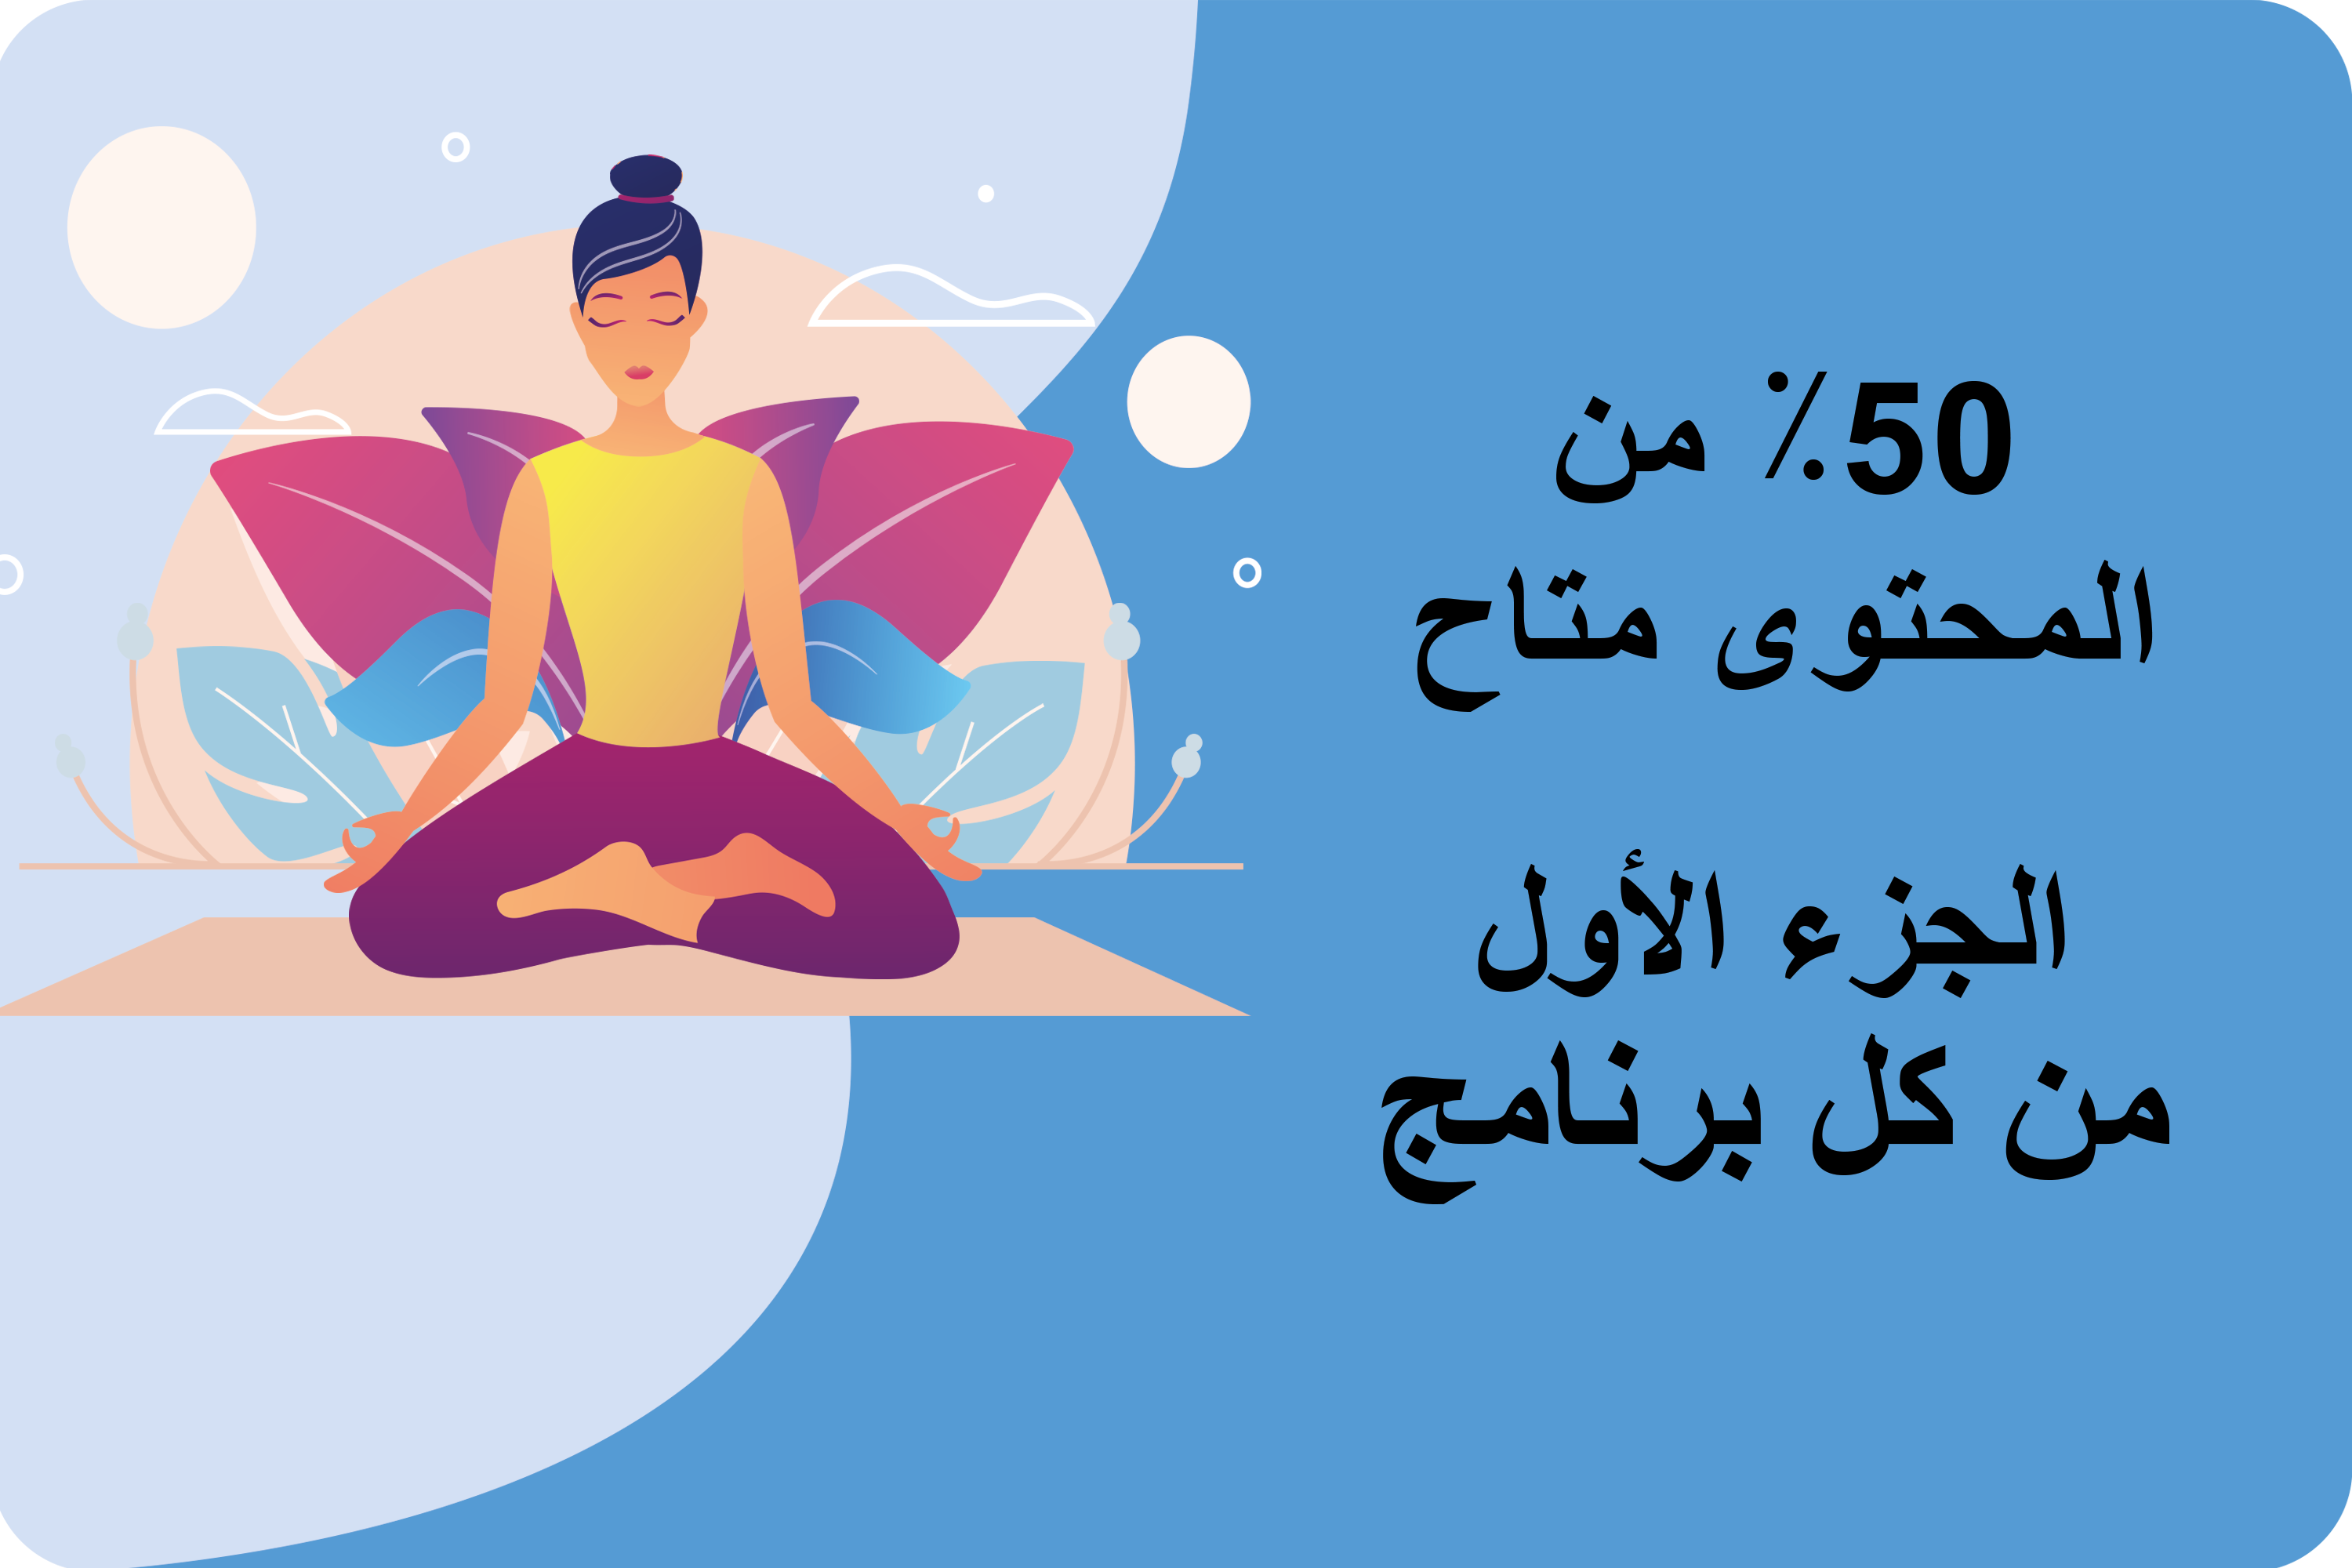 50٪ من
المحتوى متاح
الجزء الأول
من كل برنامج